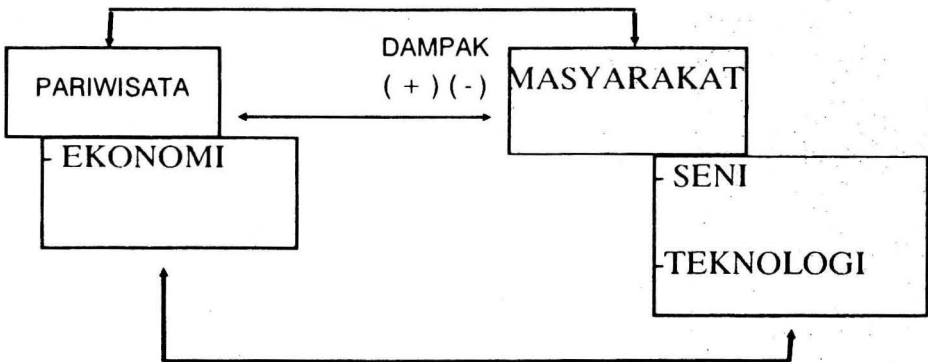 DAMPAK
PARIWISATA
( + ) ( - )
MASYARAKAT
- EKONOMI
- SENI
-TEKNOLOGI